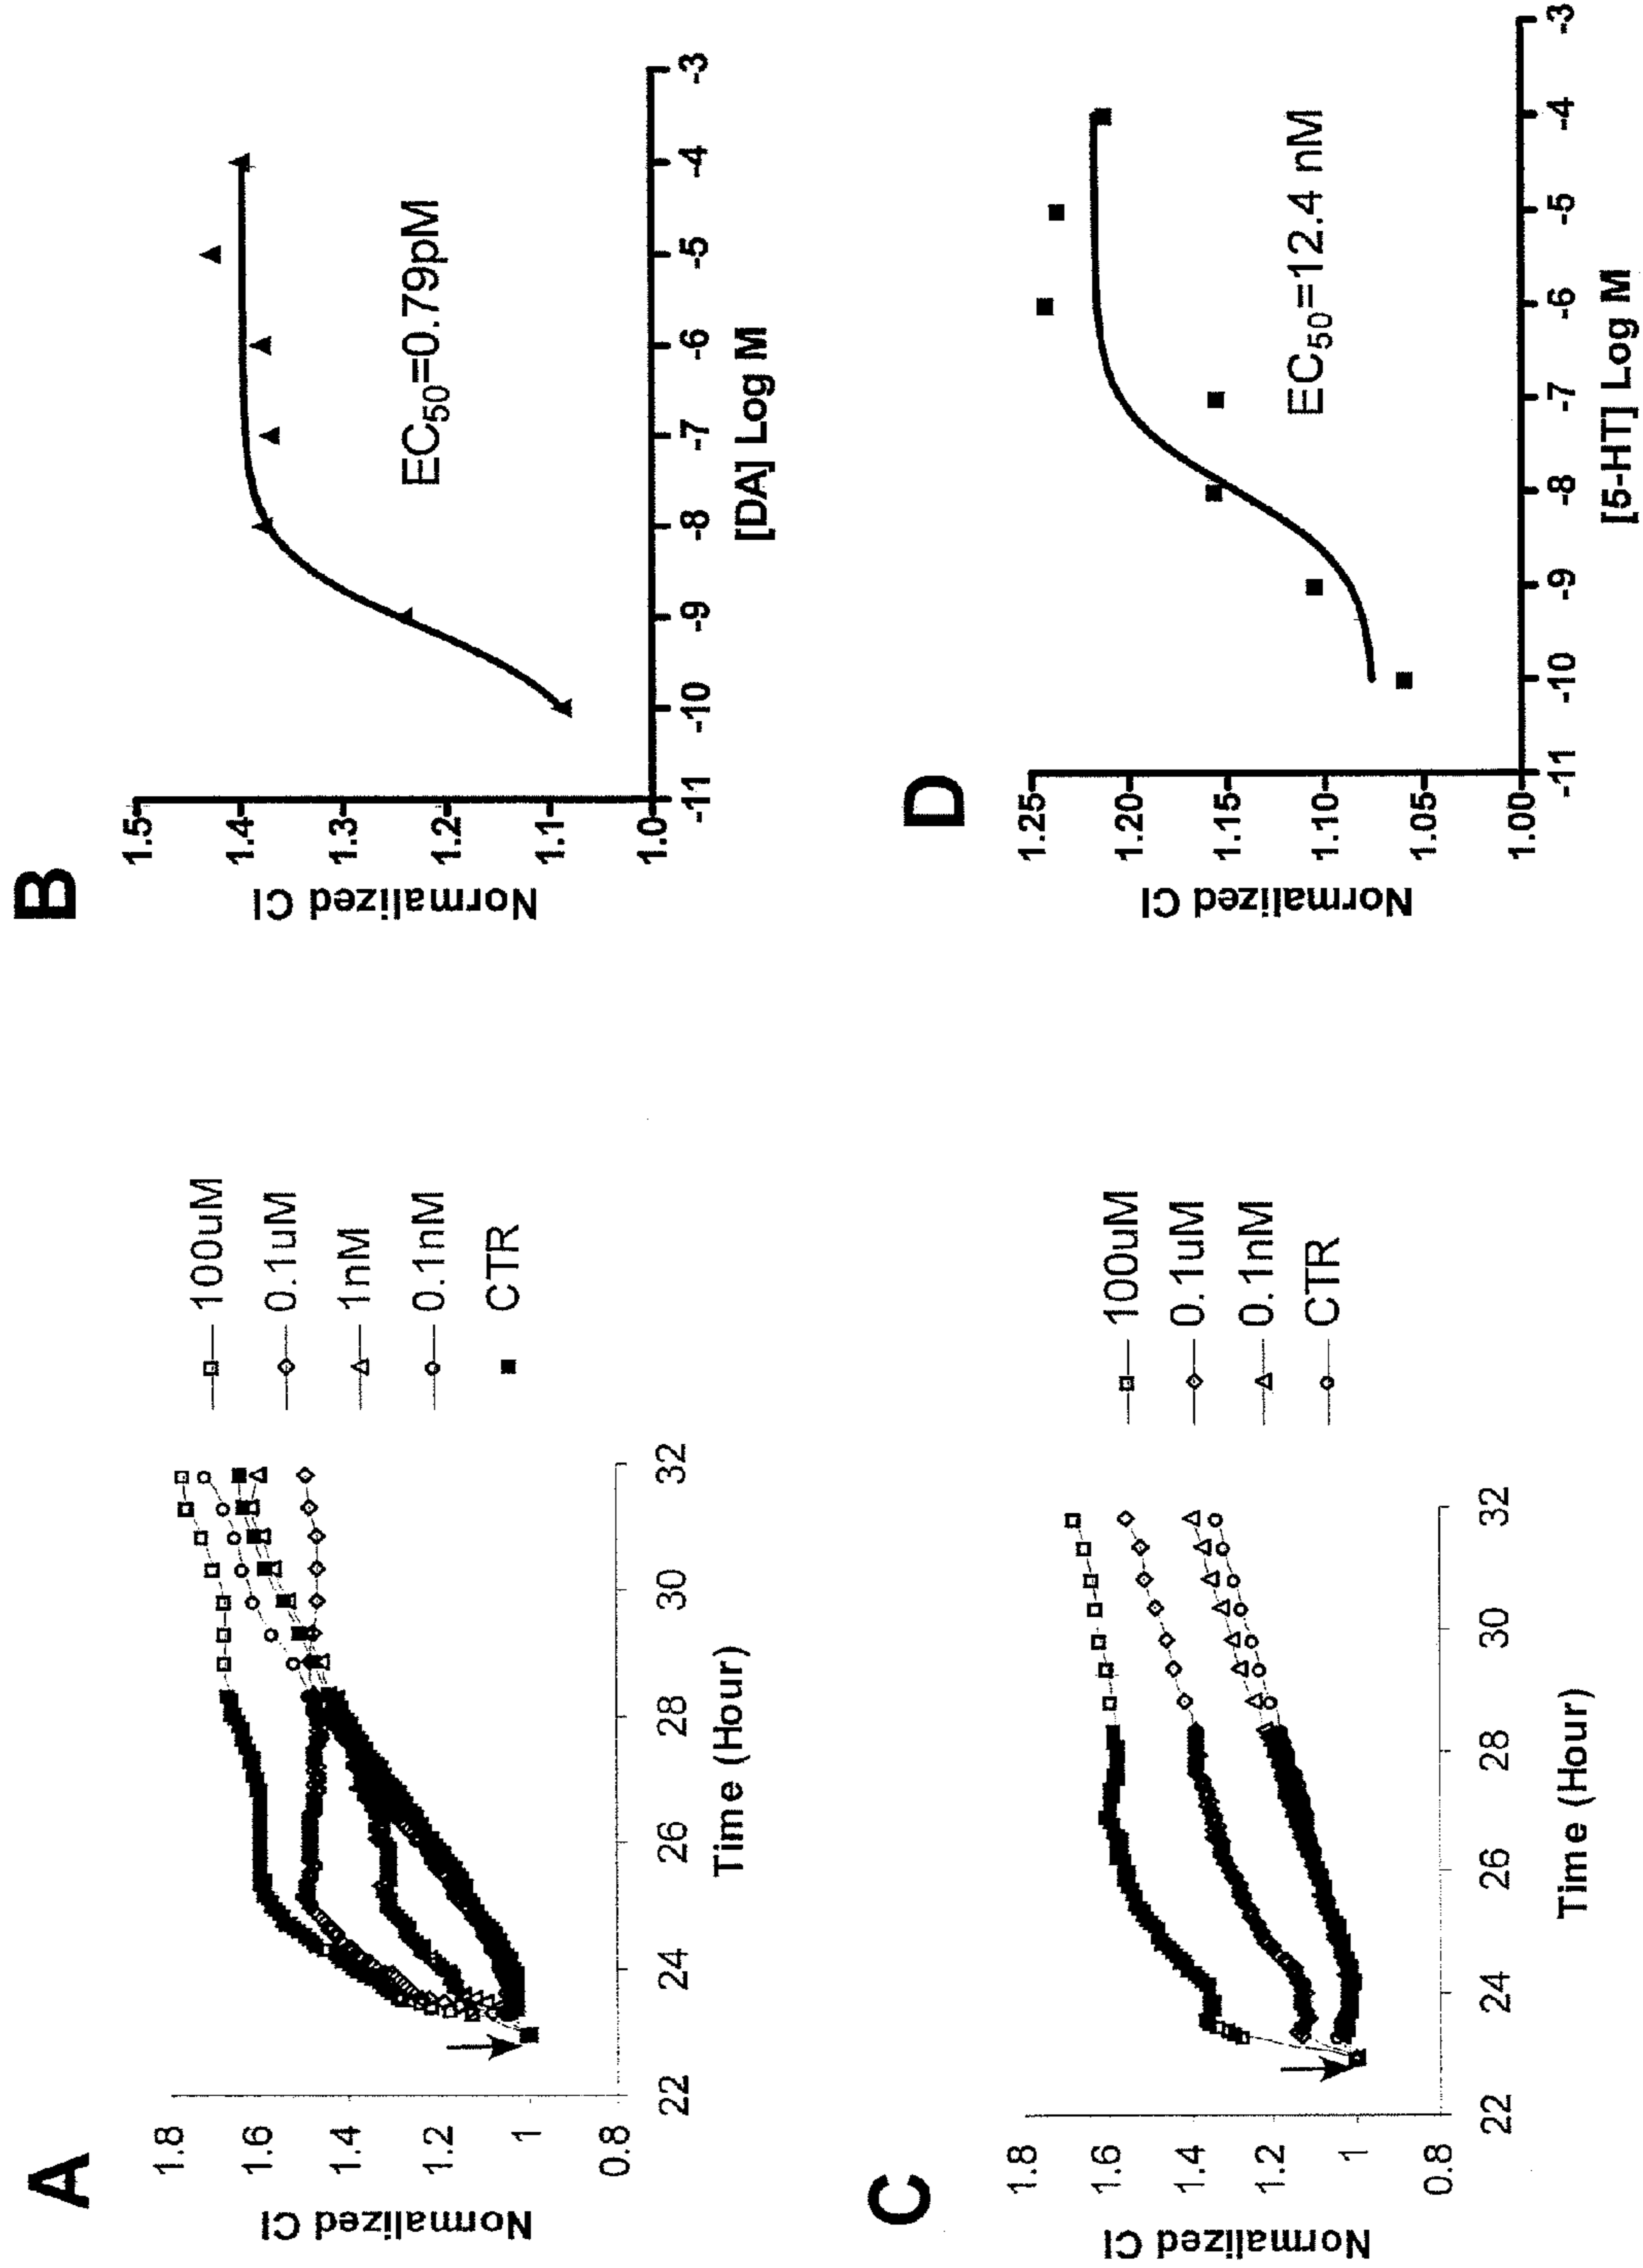 A
Normalized CI
1.8
1.6
1.4
1.2
1
0.8
22
24
26
28
30
32
Time (Hour)
100uM
0.1uM
1nM
0.1nM
CTR
B
Normalized CI
1.5
1.4
1.3
1.2
1.1
1.0
-11
-10
-9
-8
-7
-6
-5
-4
-3
[DA] Log M
EC50=0.79pM
C
Normalized CI
1.8
1.6
1.4
1.2
1
0.8
22
24
26
28
30
32
Time (Hour)
100uM
0.1uM
0.1nM
CTR
D
Normalized CI
1.25
1.20
1.15
1.10
1.05
1.00
-11
-10
-9
-8
-7
-6
-5
-4
-3
[5-HT] Log M
EC50=12.4 nM